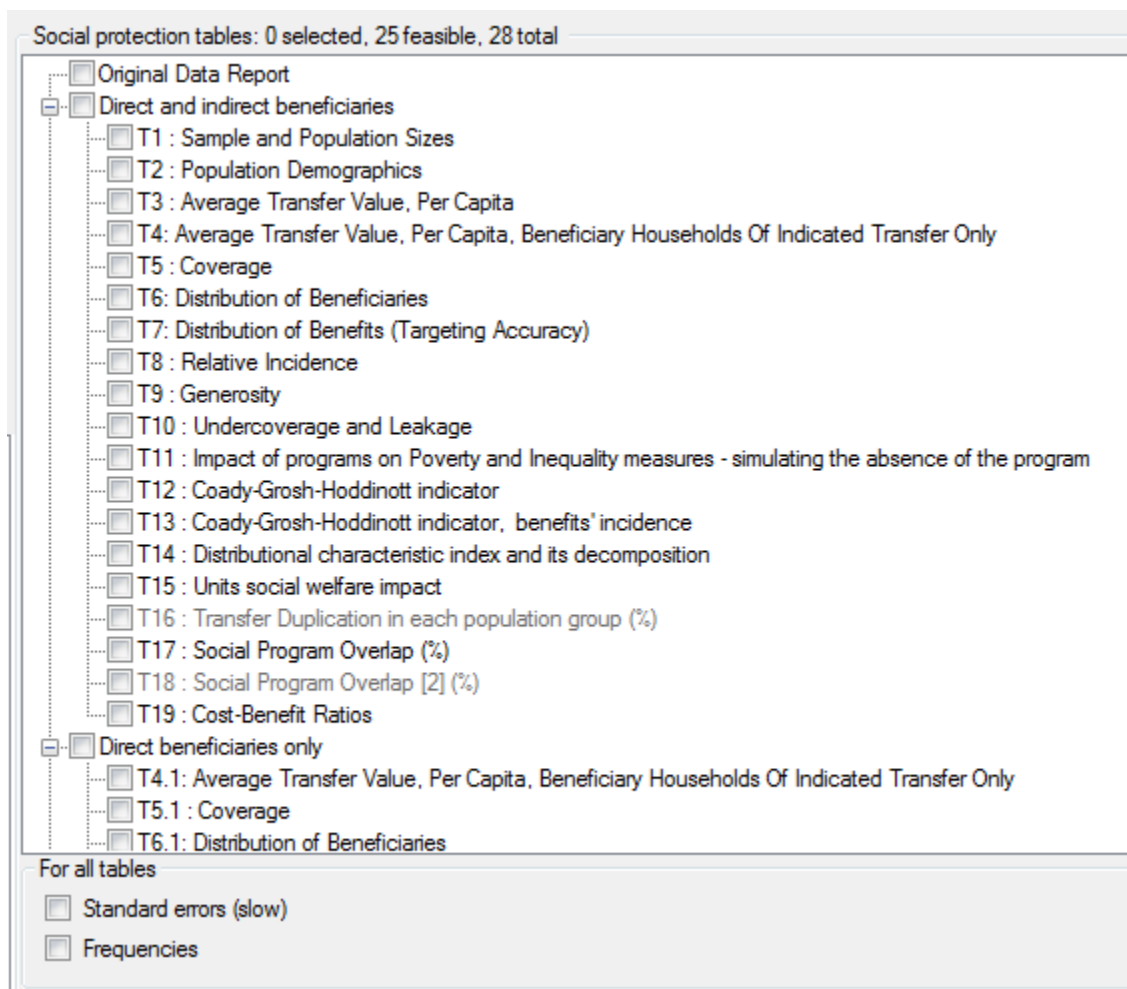 Social protection tables: 0 selected, 25 feasible, 28 total
Original Data Report
Direct and indirect beneficiaries
T1 : Sample and Population Sizes
T2 : Population Demographics
T3 : Average Transfer Value, Per Capita
T4: Average Transfer Value, Per Capita, Beneficiary Households Of Indicated Transfer Only
T5 : Coverage
T6: Distribution of Beneficiaries
T7: Distribution of Benefits (Targeting Accuracy)
T8 : Relative Incidence
T9 : Generosity
T10 : Undercoverage and Leakage
T11 : Impact of programs on Poverty and Inequality measures - simulating the absence of the program
T12 : Coady-Grosh-Hoddinott indicator
T13 : Coady-Grosh-Hoddinott indicator,  benefits' incidence
T14 : Distributional characteristic index and its decomposition
T15 : Units social welfare impact
T16 : Transfer Duplication in each population group (%)
T17 : Social Program Overlap (%)
T18 : Social Program Overlap [2] (%)
T19 : Cost-Benefit Ratios
Direct beneficiaries only
T4.1: Average Transfer Value, Per Capita, Beneficiary Households Of Indicated Transfer Only
T5.1 : Coverage
T6.1: Distribution of Beneficiaries
For all tables
Standard errors (slow)
Frequencies